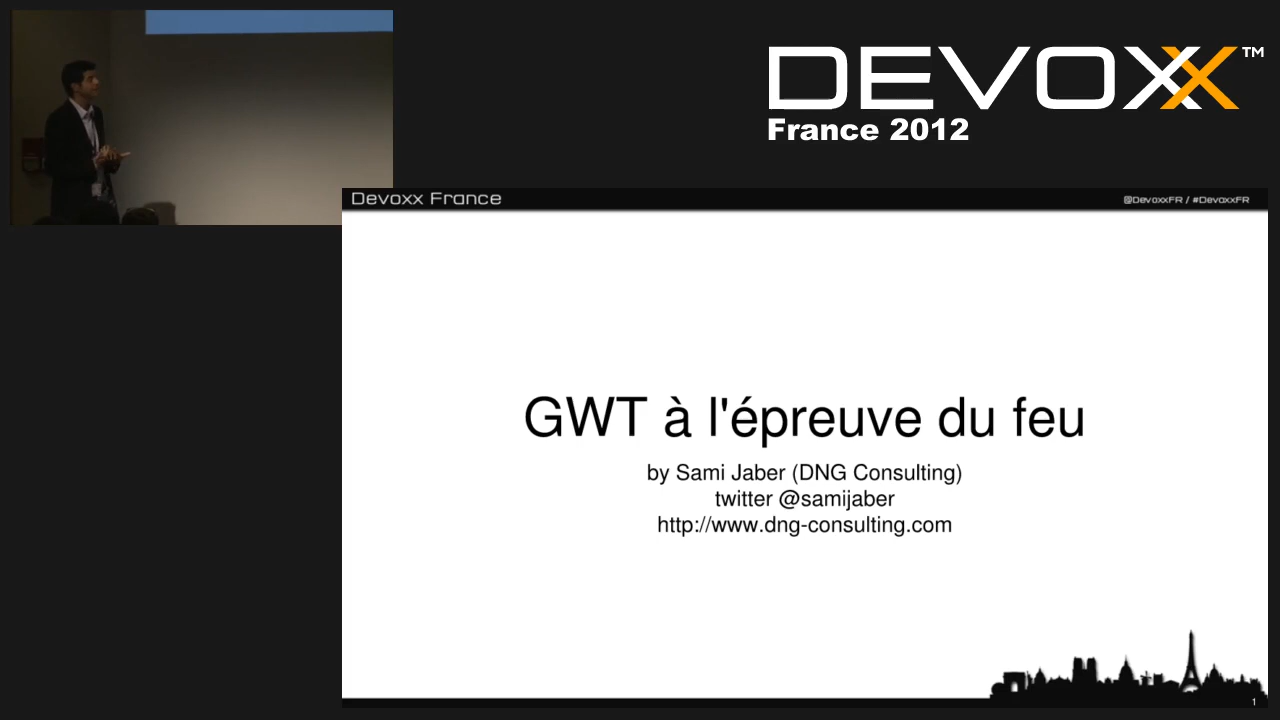 DEVOXX™
France 2012
Devoxx France
@DevoxxFR / #DevoxxFR
GWT à l'épreuve du feu
by Sami Jaber (DNG Consulting)
twitter @samijaber
http://www.dng-consulting.com
1